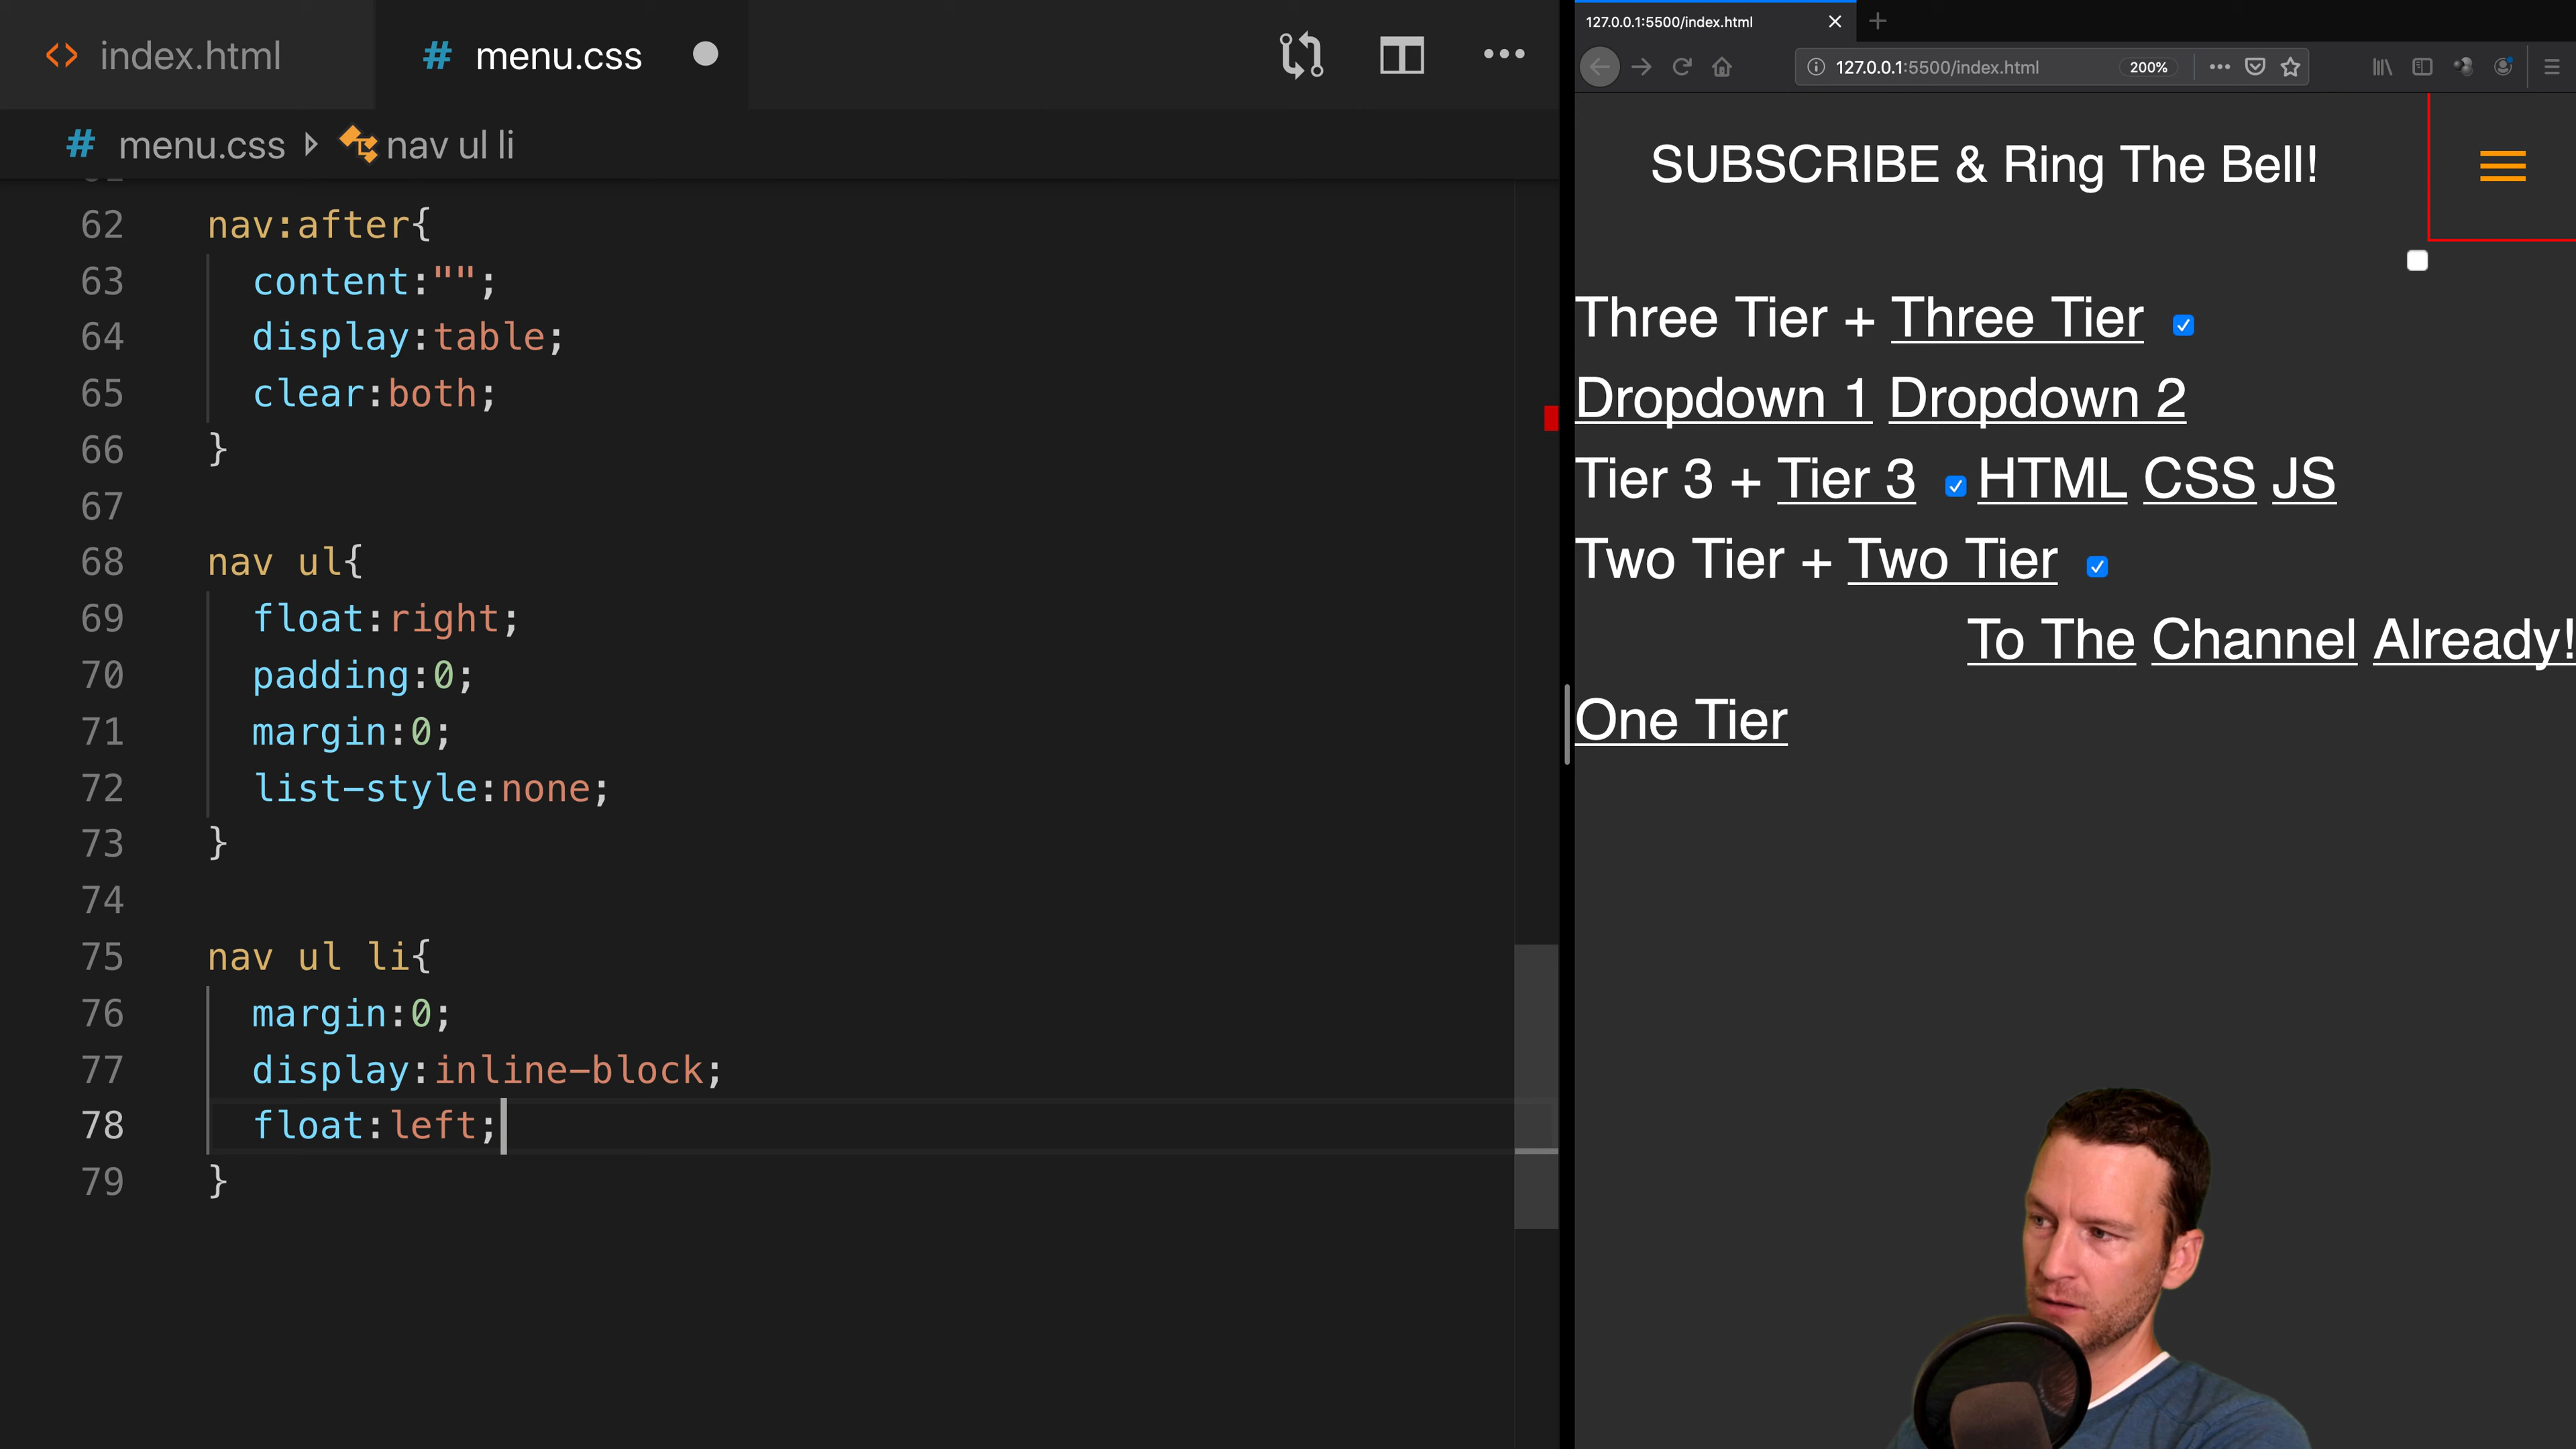 index.html
# menu.css
# menu.css nav ul li
62 nav:after{
63 content:"";
64 display:table;
65 clear:both;
66 }
67
68 nav ul{
69 float:right;
70 padding:0;
71 margin:0;
72 list-style:none;
73 }
74
75 nav ul li{
76 margin:0;
77 display:inline-block;
78 float:left;
79 }
127.0.0.1:5500/index.html
127.0.0.1:5500/index.html 200%
SUBSCRIBE & Ring The Bell!
Three Tier + Three Tier
Dropdown 1 Dropdown 2
Tier 3 + Tier 3 HTML CSS JS
Two Tier + Two Tier
To The Channel Already!
One Tier